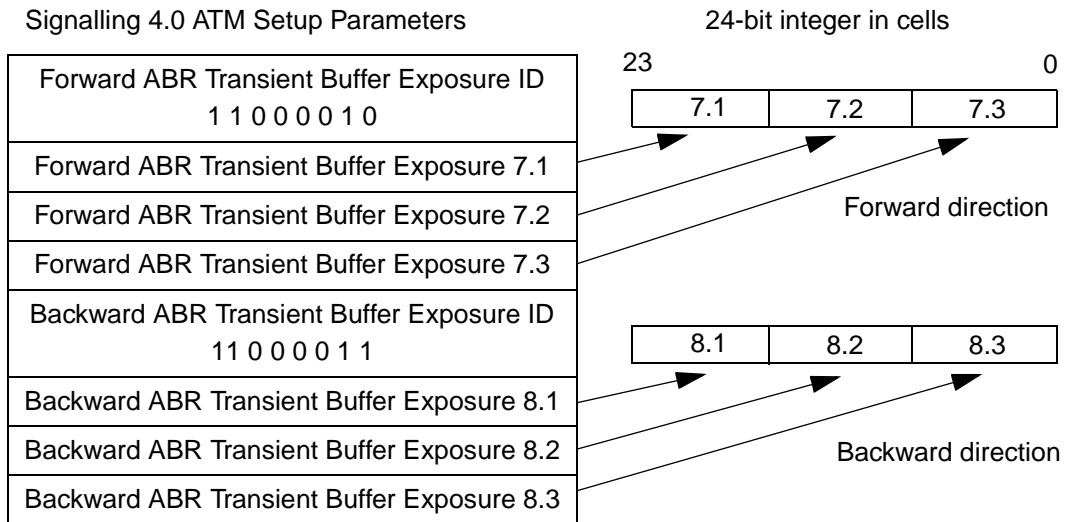 Signalling 4.0 ATM Setup Parameters
24-bit integer in cells
Forward ABR Transient Buffer Exposure ID
1 1 0 0 0 0 1 0
Forward ABR Transient Buffer Exposure 7.1
Forward ABR Transient Buffer Exposure 7.2
Forward ABR Transient Buffer Exposure 7.3
Backward ABR Transient Buffer Exposure ID
11 0 0 0 0 1 1
Backward ABR Transient Buffer Exposure 8.1
Backward ABR Transient Buffer Exposure 8.2
Backward ABR Transient Buffer Exposure 8.3
23 0
7.1 7.2 7.3
Forward direction
8.1 8.2 8.3
Backward direction